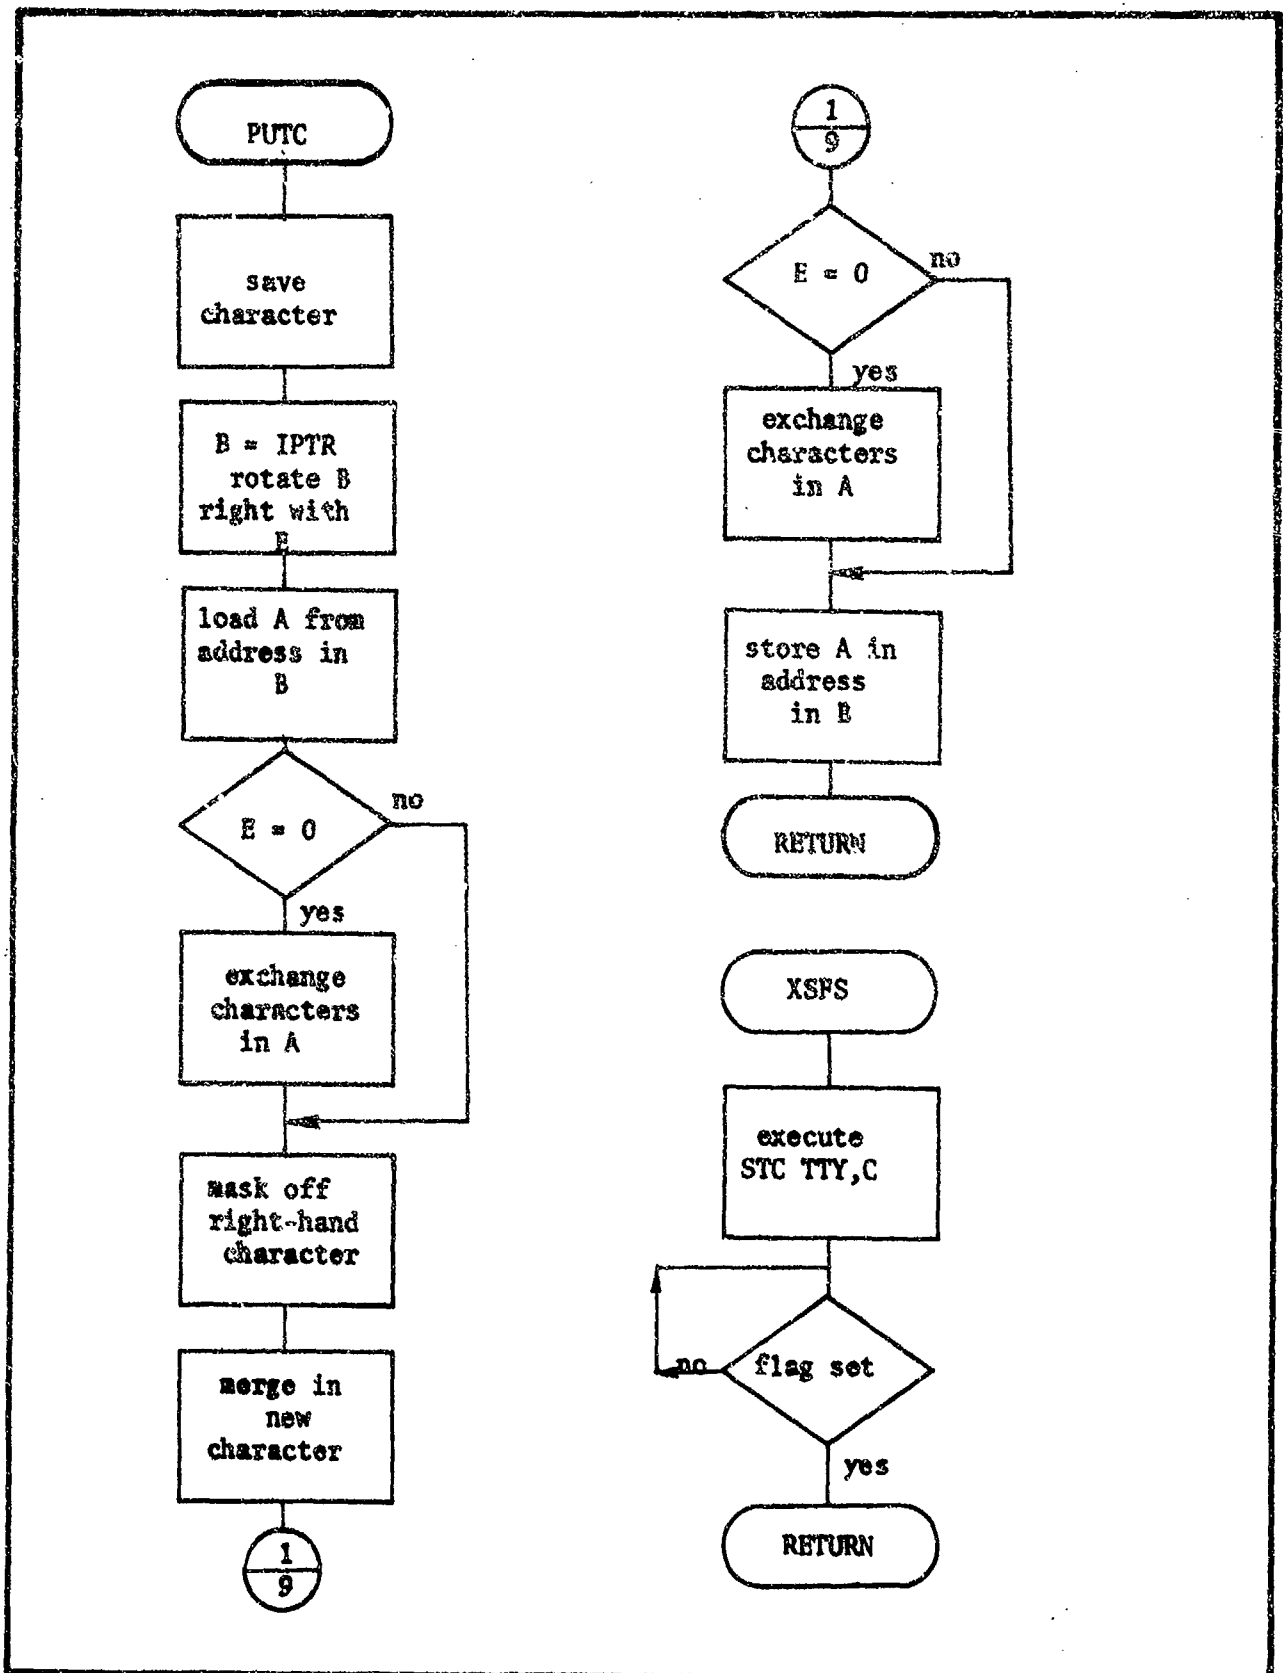 PUTC
save
character
B = IPTR
rotate B
right with
E
load A from
address in
B
E = 0
no
yes
exchange
characters
in A
mask off
right-hand
character
merge in
new
character
1
9
1
9
E = 0
no
yes
exchange
characters
in A
store A in
address
in B
RETURN
XSFS
execute
STC TTY,C
flag set
no
yes
RETURN